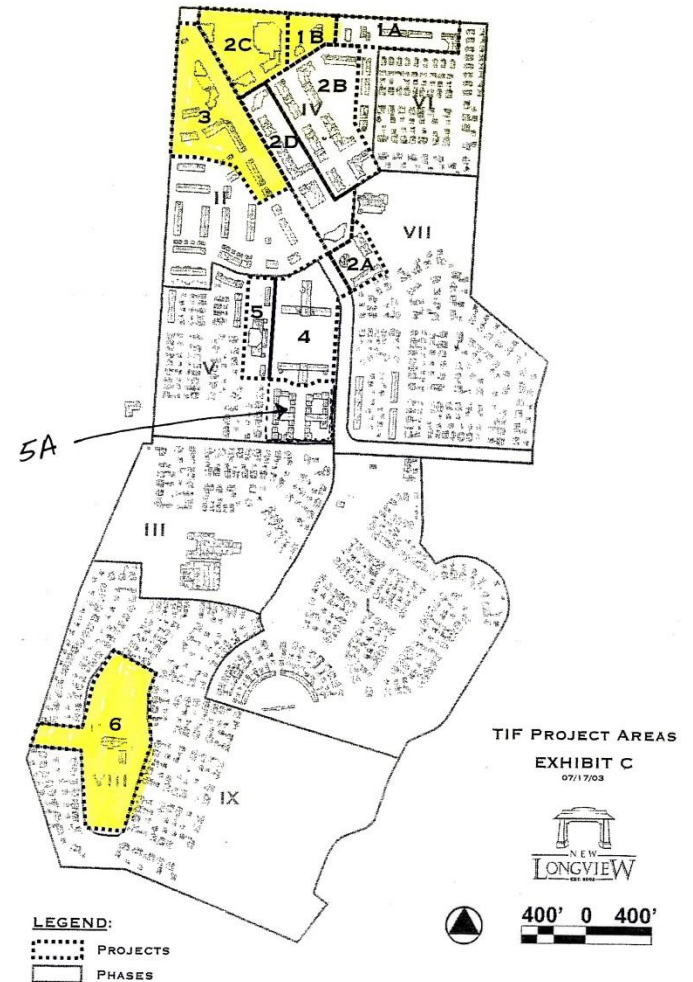 2C
1B
1A
2B
IV
VI
3
2D
II
VII
2A
5
4
V
5A
III
I
6
VIII
IX
TIF PROJECT AREAS
EXHIBIT C
07/17/03
NEW
LONGVIEW
LEGEND:
PROJECTS
PHASES
400' 0 400'